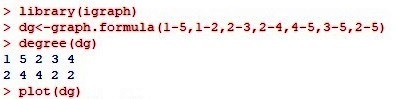 > library(igraph)
> dg<-graph.formula(1-5,1-2,2-3,2-4,4-5,3-5,2-5)
> degree(dg)
1 5 2 3 4
2 4 4 2 2
> plot(dg)